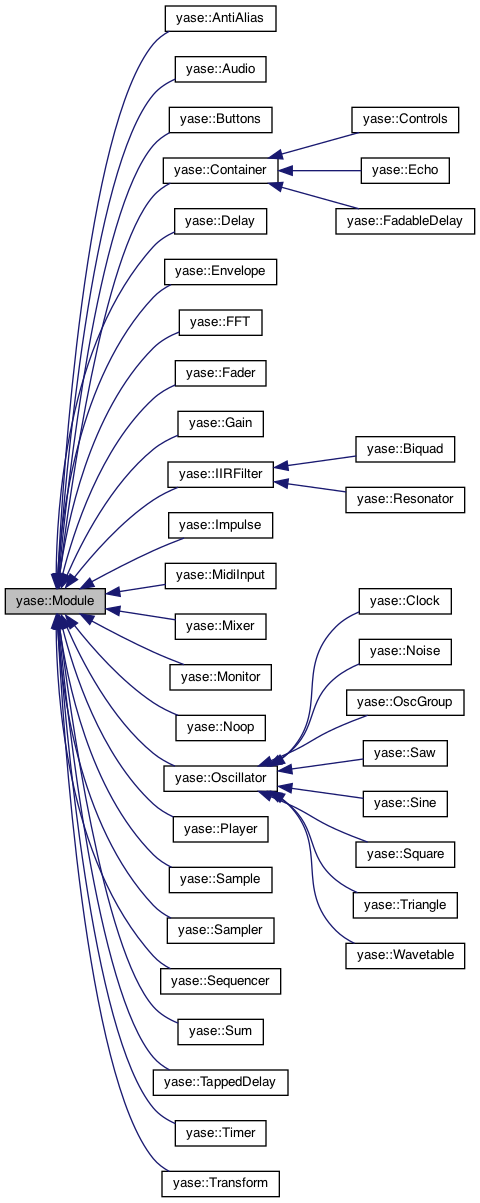 yase::AntiAlias
yase::Audio
yase::Buttons
yase::Controls
yase::Container
yase::Echo
yase::Delay
yase::FadableDelay
yase::Envelope
yase::FFT
yase::Fader
yase::Gain
yase::Biquad
yase::IIRFilter
yase::Resonator
yase::Impulse
yase::MidiInput
yase::Module
yase::Clock
yase::Mixer
yase::Noise
yase::Monitor
yase::OscGroup
yase::Noop
yase::Saw
yase::Oscillator
yase::Sine
yase::Player
yase::Square
yase::Sample
yase::Triangle
yase::Sampler
yase::Wavetable
yase::Sequencer
yase::Sum
yase::TappedDelay
yase::Timer
yase::Transform